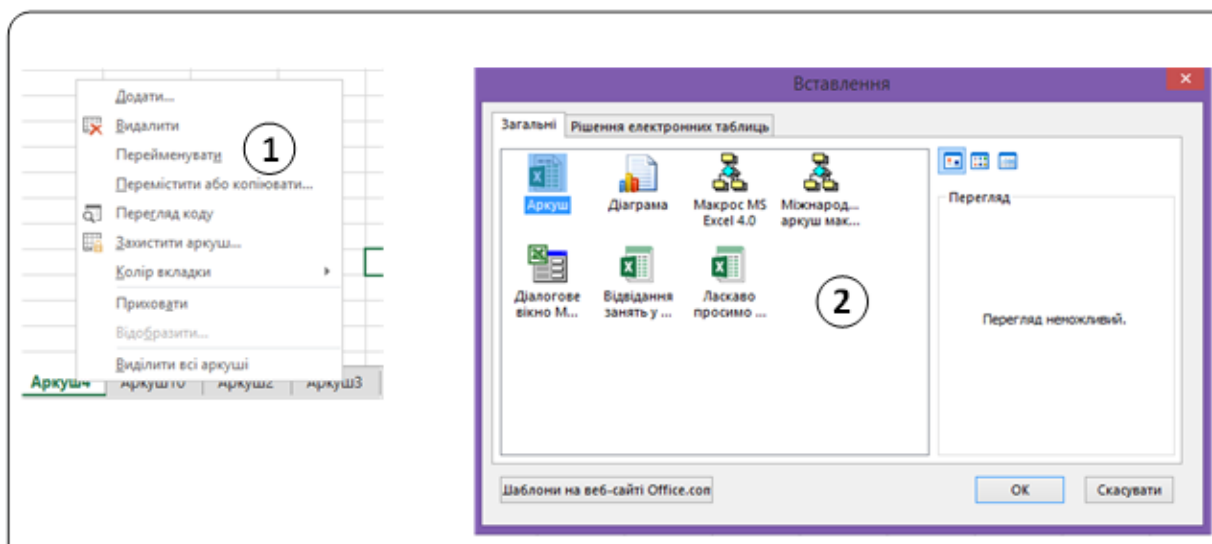 Додати...
Видалити
Перейменувати
1
Перемістити або копіювати...
Перегляд коду
Захистити аркуш...
Колір вкладки
Приховати
Відобразити...
Виділити всі аркуші
Аркуш4 Аркуш10 Аркуш2 Аркуш3
Вставлення
Загальні Рішення електронних таблиць
Аркуш
Діаграма
Макрос MS
Excel 4.0
Міжнарод...
аркуш мак...
Діалогове
вікно М...
Відвідання
занять у ...
Ласкаво
просимо ...
2
Перегляд
Перегляд неможливий.
Шаблони на веб-сайті Office.com
ОК
Скасувати